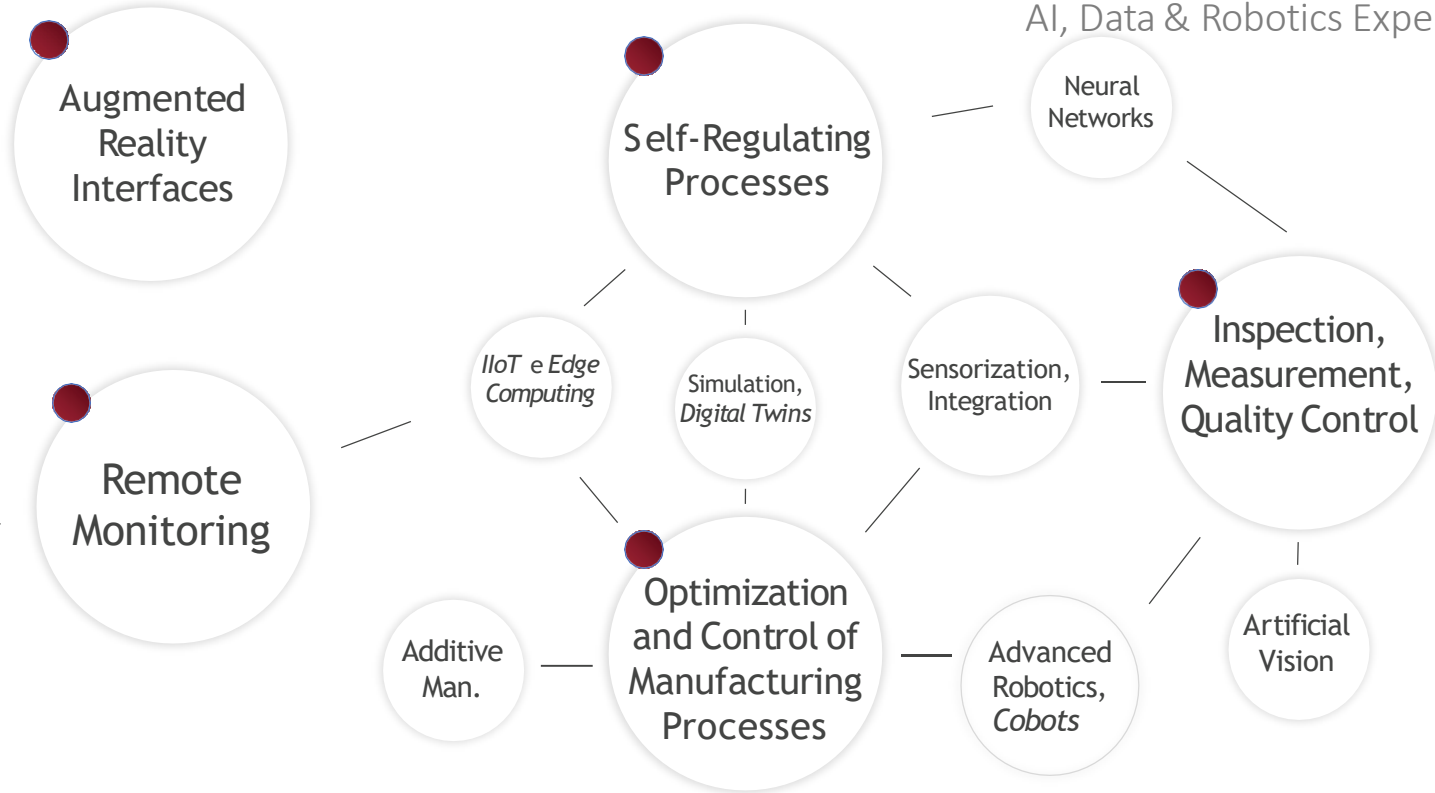 AI, Data & Robotics Expe
Augmented
Reality
Interfaces
Self-Regulating
Processes
Neural
Networks
Inspection,
Measurement,
Quality Control
IIoT e Edge
Computing
Simulation,
Digital Twins
Sensorization,
Integration
Remote
Monitoring
Optimization
and Control of
Manufacturing
Processes
Additive
Man.
Advanced
Robotics,
Cobots
Artificial
Vision